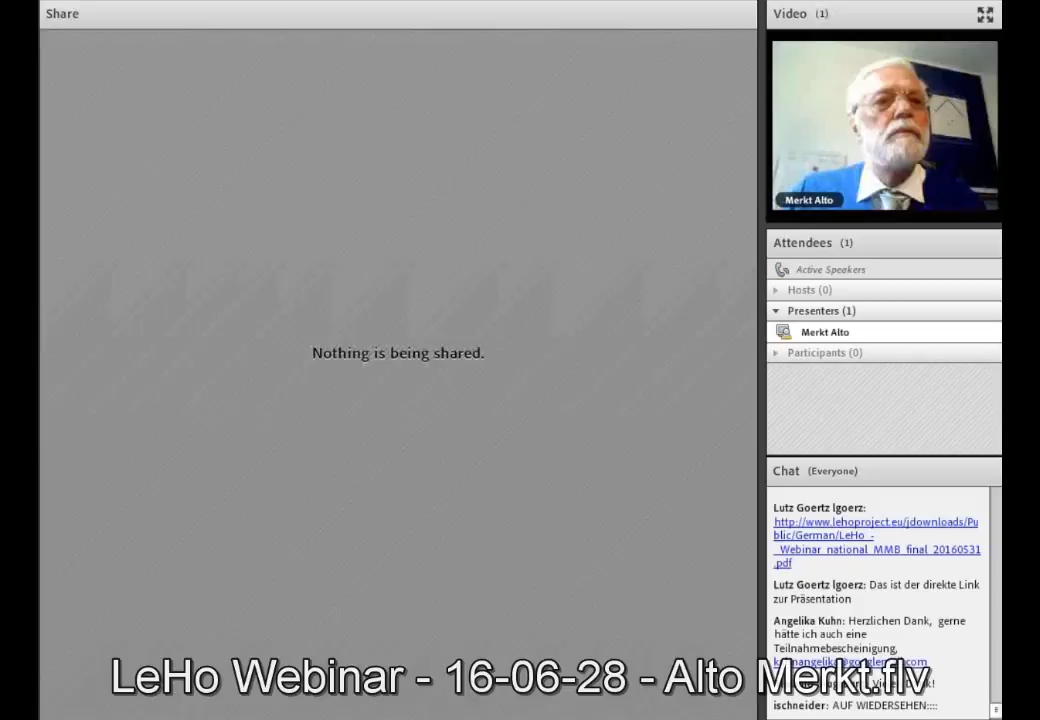 Share
Video (1)
Merkt Alto
Attendees (1)
Active Speakers
Hosts (0)
Presenters (1)
Merkt Alto
Participants (0)
Nothing is being shared.
Chat (Everyone)
Lutz Goertz lgoerz:
http://www.lehoproject.eu/jdownloads/Pu
blic/German/LeHo_-
_Webinar_national_MMB_final_20160531
.pdf
Lutz Goertz lgoerz: Das ist der direkte Link
zur Präsentation
Angelika Kuhn: Herzlichen Dank, gerne
hätte ich auch eine
Teilnahmebescheinigung,
LeHo Webinar - 16-06-28 - Alto Merkt.flv
ischneider: AUF WIEDERSEHEN::::